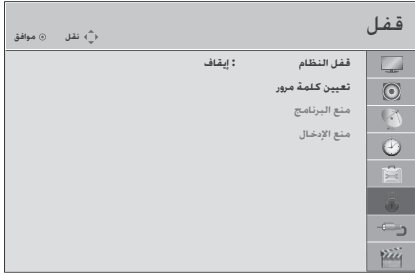 قفل
نقل موافق
قفل النظام : إيقاف
تعيين كلمة مرور
منع البرنامج
منع الإدخال